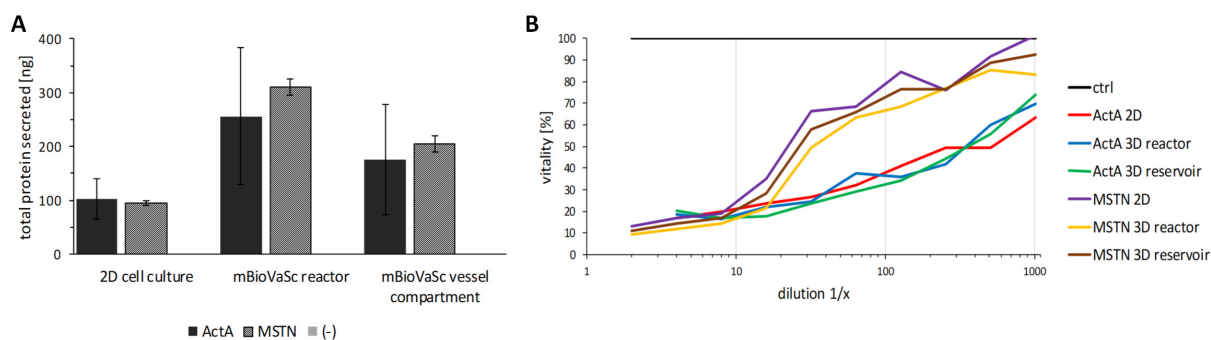 A
total protein secreted [ng]
400
350
300
250
200
150
100
50
0
2D cell culture
mBioVaSc reactor
mBioVaSc vessel
compartment
ActA
MSTN
(-)
B
vitality [%]
100
90
80
70
60
50
40
30
20
10
0
1
10
100
1000
dilution 1/x
ctrl
ActA 2D
ActA 3D reactor
ActA 3D reservoir
MSTN 2D
MSTN 3D reactor
MSTN 3D reservoir